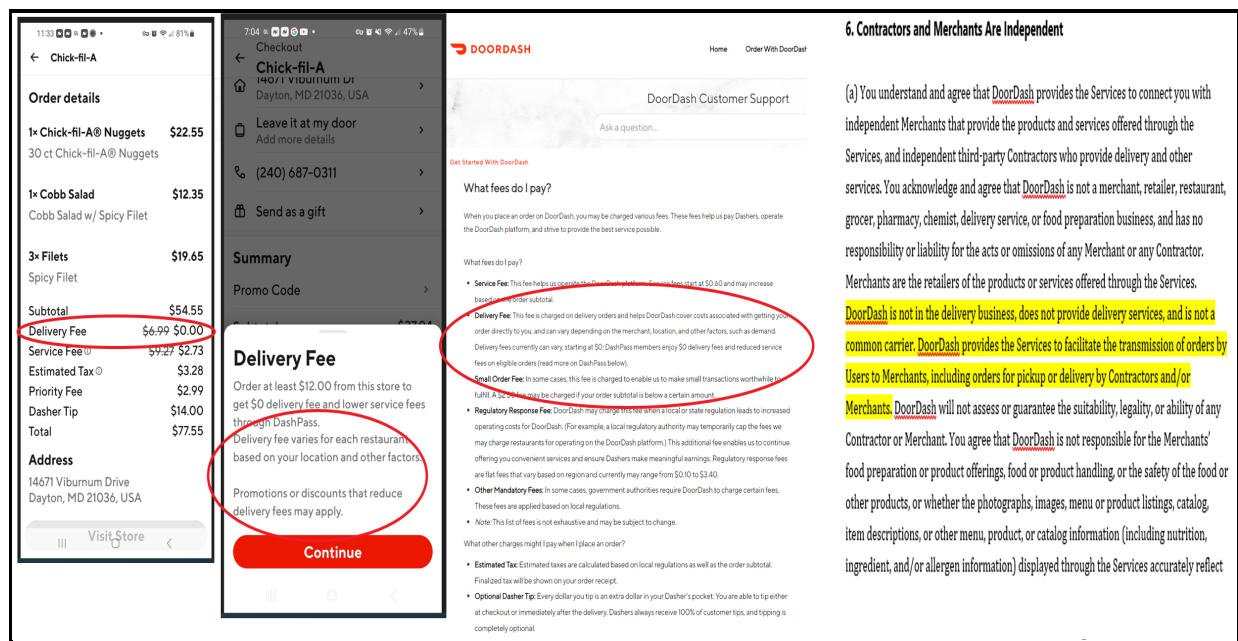 11:33 81%
← Chick-fil-A
Order details
1× Chick-fil-A® Nuggets $22.55
30 ct Chick-fil-A® Nuggets
1× Cobb Salad $12.35
Cobb Salad w/ Spicy Filet
3× Filets $19.65
Spicy Filet
Subtotal $54.55
Delivery Fee $6.99 $0.00
Service Fee $9.27 $2.73
Estimated Tax $3.28
Priority Fee $2.99
Dasher Tip $14.00
Total $77.55
Address
14671 Viburnum Drive
Dayton, MD 21036, USA
Visit Store
7:04 47%
Checkout
← Chick-fil-A
14671 Viburnum Dr
Dayton, MD 21036, USA
Leave it at my door
Add more details
(240) 687-0311
Send as a gift
Summary
Promo Code
Delivery Fee
Order at least $12.00 from this store to
get $0 delivery fee and lower service fees
through DashPass.
Delivery fee varies for each restaurant
based on your location and other factors.
Promotions or discounts that reduce
delivery fees may apply.
Continue
DOORDASH Home Order With DoorDash
DoorDash Customer Support
Ask a question...
Get Started With DoorDash
What fees do I pay?
When you place an order on DoorDash, you may be charged various fees. These fees help us pay Dashers, operate
the DoorDash platform, and strive to provide the best service possible.
What fees do I pay?
• Service Fee: This fee helps us operate the DoorDash platform. Service fees start at $0.60 and may increase
based on the order subtotal.
• Delivery Fee: This fee is charged on delivery orders and helps DoorDash cover costs associated with getting your
order directly to you, and can vary depending on the merchant, location, and other factors, such as demand.
Delivery fees currently can vary, starting at $0; DashPass members enjoy $0 delivery fees and reduced service
fees on eligible orders (read more on DashPass below).
• Small Order Fee: In some cases, this fee is charged to enable us to make small transactions worthwhile to
fulfill. A $2.50 fee may be charged if your order subtotal is below a certain amount.
• Regulatory Response Fee: DoorDash may charge this fee when a local or state regulation leads to increased
operating costs for DoorDash. (For example, a local regulatory authority may temporarily cap the fees we
may charge restaurants for operating on the DoorDash platform.) This additional fee enables us to continue
offering you convenient services and ensure Dashers make meaningful earnings. Regulatory response fees
are flat fees that vary based on region and currently may range from $0.10 to $3.40.
• Other Mandatory Fees: In some cases, government authorities require DoorDash to charge certain fees.
These fees are applied based on local regulations.
• Note: This list of fees is not exhaustive and may be subject to change.
What other charges might I pay when I place an order?
• Estimated Tax: Estimated taxes are calculated based on local regulations as well as the order subtotal.
Finalized tax will be shown on your order receipt.
• Optional Dasher Tip: Every dollar you tip is an extra dollar in your Dasher's pocket. You are able to tip either
at checkout or immediately after the delivery. Dashers always receive 100% of customer tips, and tipping is
completely optional.
6. Contractors and Merchants Are Independent
(a) You understand and agree that DoorDash provides the Services to connect you with
independent Merchants that provide the products and services offered through the
Services, and independent third-party Contractors who provide delivery and other
services. You acknowledge and agree that DoorDash is not a merchant, retailer, restaurant,
grocer, pharmacy, chemist, delivery service, or food preparation business, and has no
responsibility or liability for the acts or omissions of any Merchant or any Contractor.
Merchants are the retailers of the products or services offered through the Services.
DoorDash is not in the delivery business, does not provide delivery services, and is not a
common carrier. DoorDash provides the Services to facilitate the transmission of orders by
Users to Merchants, including orders for pickup or delivery by Contractors and/or
Merchants. DoorDash will not assess or guarantee the suitability, legality, or ability of any
Contractor or Merchant. You agree that DoorDash is not responsible for the Merchants'
food preparation or product offerings, food or product handling, or the safety of the food or
other products, or whether the photographs, images, menu or product listings, catalog,
item descriptions, or other menu, product, or catalog information (including nutrition,
ingredient, and/or allergen information) displayed through the Services accurately reflect